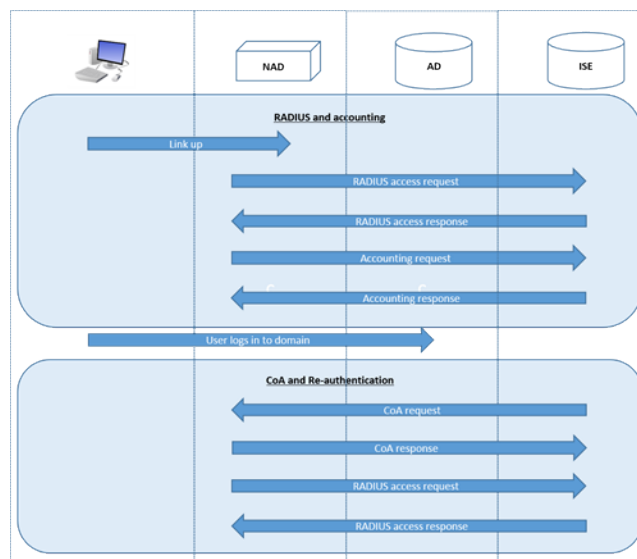 NAD
AD
ISE
RADIUS and accounting
Link up
RADIUS access request
RADIUS access response
Accounting request
Accounting response
User logs in to domain
CoA and Re-authentication
CoA request
CoA response
RADIUS access request
RADIUS access response